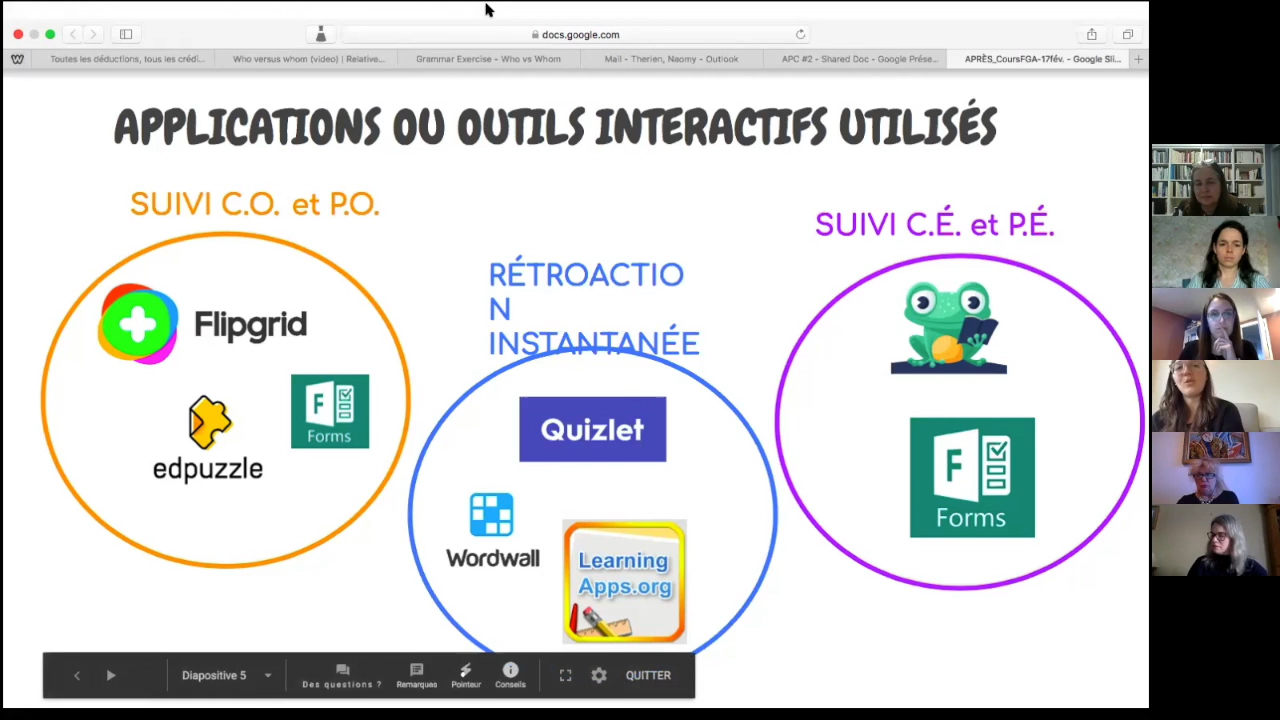 docs.google.com
Toutes les déductions, tous les crédi...
Who versus whom (video) | Relative...
Grammar Exercise - Who vs Whom
Mail - Therien, Naomy - Outlook
APC #2 - Shared Doc - Google Prése...
APRÈS_CoursFGA-17fév. - Google Sli...
APPLICATIONS OU OUTILS INTERACTIFS UTILISÉS
SUIVI C.O. et P.O.
SUIVI C.É. et P.É.
RÉTROACTIO
N
INSTANTANÉE
Flipgrid
F
Forms
edpuzzle
Quizlet
Wordwall
Learning
Apps.org
F
Forms
Diapositive 5
Des questions ?
Remarques
Pointeur
Conseils
QUITTER